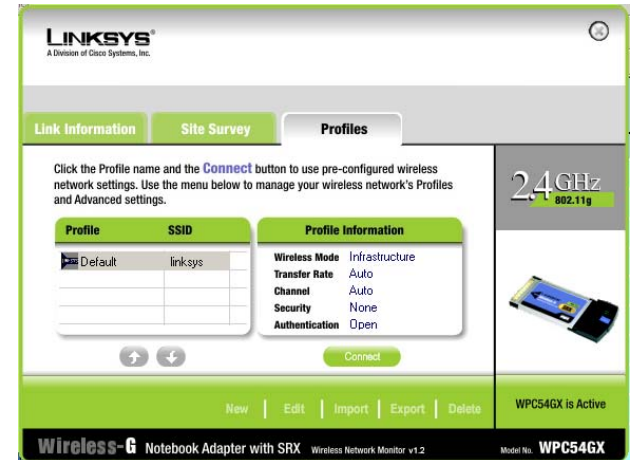 LINKSYS®
A Division of Cisco Systems, Inc.
Link Information
Site Survey
Profiles
Click the Profile name and the Connect button to use pre-configured wireless
network settings. Use the menu below to manage your wireless network's Profiles
and Advanced settings.
2.4GHz
802.11g
Profile SSID
Default linksys
Profile Information
Wireless Mode Infrastructure
Transfer Rate Auto
Channel Auto
Security None
Authentication Open
Connect
New | Edit | Import | Export | Delete
WPC54GX is Active
Wireless-G Notebook Adapter with SRX Wireless Network Monitor v1.2 Model No. WPC54GX